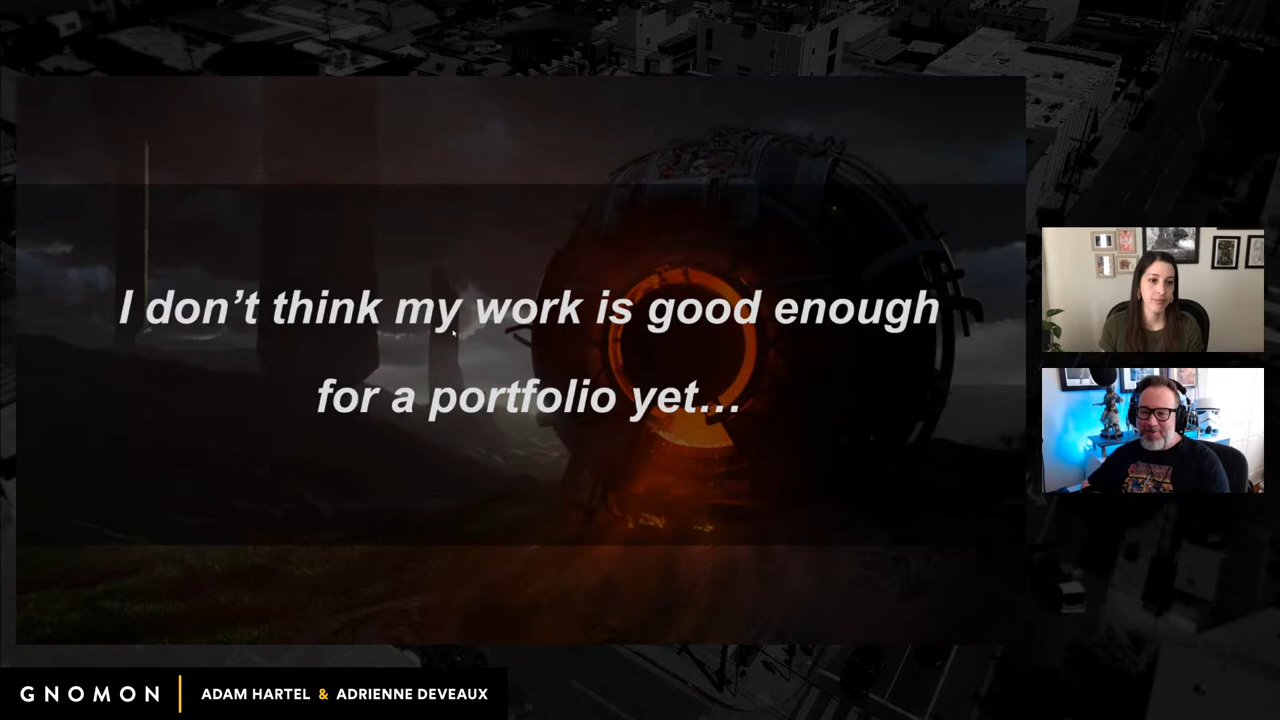 I don’t think my work is good enough
for a portfolio yet...
GNOMON
ADAM HARTEL & ADRIENNE DEVEAUX